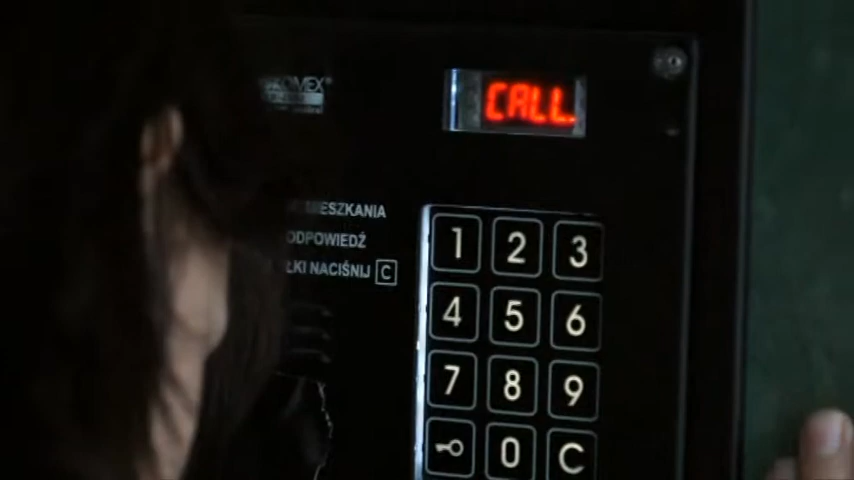 CALL.
MIESZKANIA
ODPOWIEDŹ
NACIŚNIJ C
1 2 3
4 5 6
7 8 9
0 C